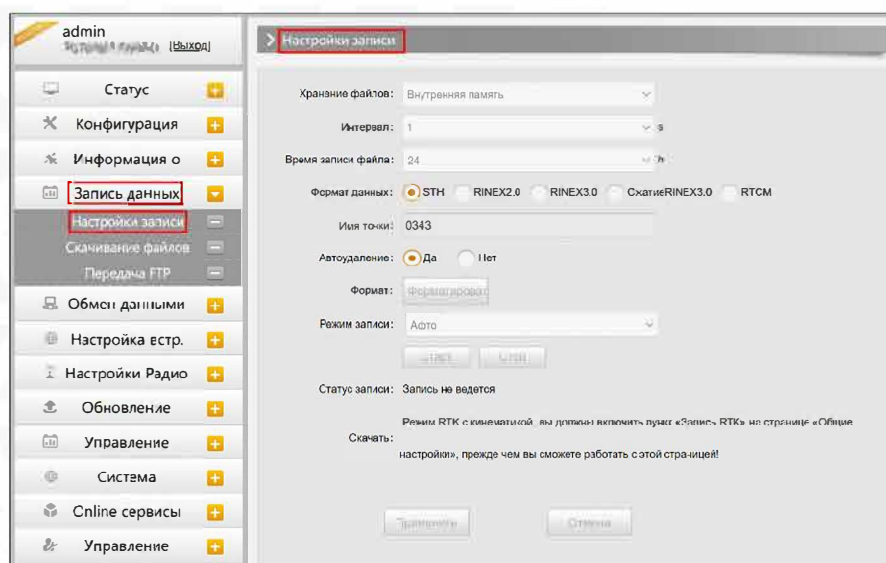 admin
[Выход]
Статус
Конфигурация
Информация о
Запись данных
Настройки записи
Скачивание файлов
Передача FTP
Обмен данными
Настройка встр.
Настройки Радио
Обновление
Управление
Система
Online сервисы
Управление
Настройки записи
Хранение файлов: Внутренняя память
Интервал: 1 s
Время записи файла: 24 h
Формат данных: STH RINEX2.0 RINEX3.0 СжатиеRINEX3.0 RTCM
Имя точки: 0343
Автоудаление: Да Нет
Формат: Форматироват
Режим записи: Авто
Старт Стоп
Статус записи: Запись не ведется
Режим RTK с кинематикой, вы должны включить пункт «Запись RTK» на странице «Общие
Скачать:
настройки», прежде чем вы сможете работать с этой страницей!
Применить Отмена